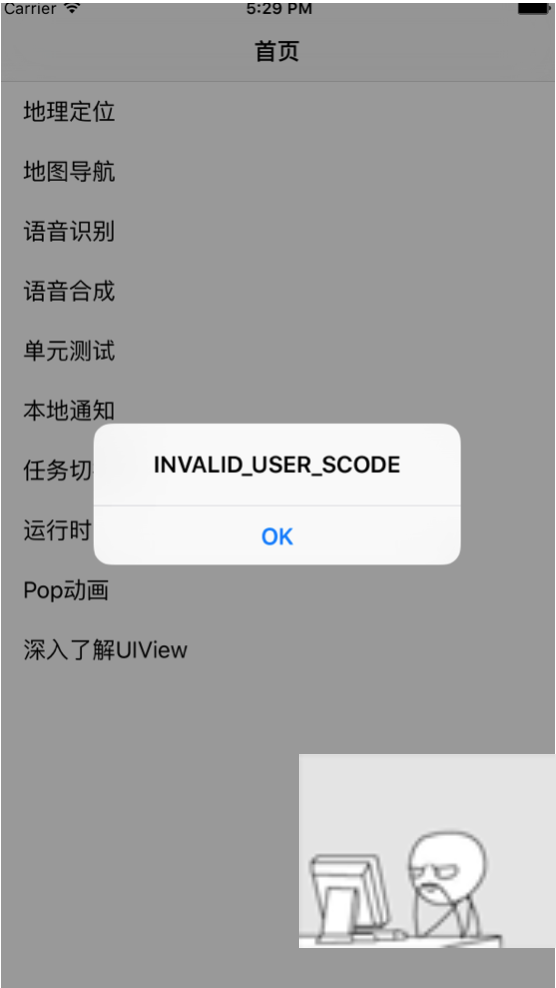 Carrier
5:29 PM
首页
地理定位
地图导航
语音识别
语音合成
单元测试
本地通知
任务切
INVALID_USER_SCODE
运行时
OK
Pop动画
深入了解UIView